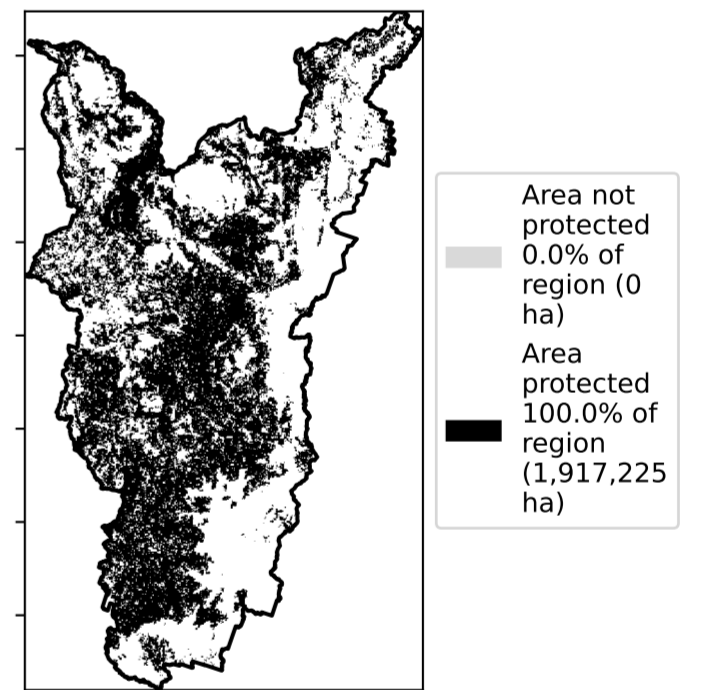 Area not
protected
0.0% of
region (0
ha)
Area
protected
100.0% of
region
(1,917,225
ha)